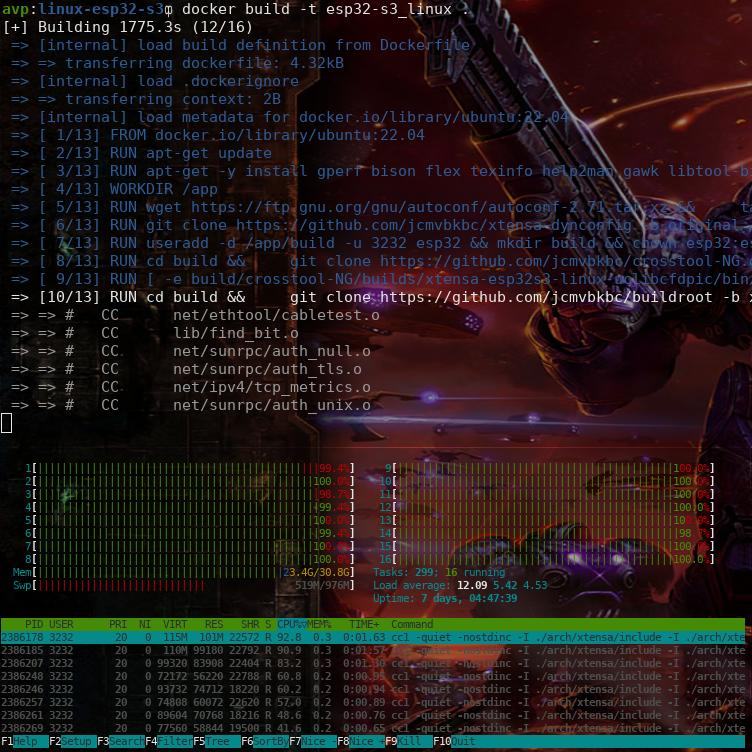 avp:linux-esp32-s3$ docker build -t esp32-s3_linux .
[+] Building 1775.3s (12/16)
=> [internal] load build definition from Dockerfile
=> => transferring dockerfile: 4.32kB
=> [internal] load .dockerignore
=> => transferring context: 2B
=> [internal] load metadata for docker.io/library/ubuntu:22.04
=> [ 1/13] FROM docker.io/library/ubuntu:22.04
=> [ 2/13] RUN apt-get update
=> [ 3/13] RUN apt-get -y install gperf bison flex texinfo help2man gawk libtool-b
=> [ 4/13] WORKDIR /app
=> [ 5/13] RUN wget https://ftp.gnu.org/gnu/autoconf/autoconf-2.71.tar.xz && ta
=> [ 6/13] RUN git clone https://github.com/jcmvbkbc/xtensa-dynconfig -b original
=> [ 7/13] RUN useradd -d /app/build -u 3232 esp32 && mkdir build && chown esp32:es
=> [ 8/13] RUN cd build && git clone https://github.com/jcmvbkbc/crosstool-NG.g
=> [ 9/13] RUN [ -e build/crosstool-NG/builds/xtensa-esp32s3-linux-uclibcfdpic/bin
=> [10/13] RUN cd build && git clone https://github.com/jcmvbkbc/buildroot -b x
=> => # CC net/ethtool/cabletest.o
=> => # CC lib/find_bit.o
=> => # CC net/sunrpc/auth_null.o
=> => # CC net/sunrpc/auth_tls.o
=> => # CC net/ipv4/tcp_metrics.o
=> => # CC net/sunrpc/auth_unix.o
1[99.4%] 9[100.0%]
2[100.0%] 10[100.0%]
3[98.7%] 11[100.0%]
4[99.4%] 12[100.0%]
5[100.0%] 13[100.0%]
6[99.4%] 14[98.7%]
7[100.0%] 15[100.0%]
8[100.0%] 16[100.0%]
Mem[23.4G/30.8G] Tasks: 299; 16 running
Swp[519M/976M] Load average: 12.09 5.42 4.53
Uptime: 7 days, 04:47:39
PID USER PRI NI VIRT RES SHR S CPU%▽MEM% TIME+ Command
2386178 3232 20 0 115M 101M 22572 R 92.8 0.3 0:01.63 cc1 -quiet -nostdinc -I ./arch/xtensa/include -I ./arch/xte
2386185 3232 20 0 110M 99180 22792 R 90.9 0.3 0:01.57 cc1 -quiet -nostdinc -I ./arch/xtensa/include -I ./arch/xte
2386207 3232 20 0 99320 83908 22404 R 83.2 0.3 cc1 -quiet -nostdinc -I ./arch/xtensa/include -I ./arch/xte
2386248 3232 20 0 72172 56220 22788 R 60.8 0.2 cc1 -quiet -nostdinc -I ./arch/xtensa/include -I ./arch/xte
2386246 3232 20 0 93732 74712 18220 R 60.2 0.2 0:00.94 cc1 -quiet -nostdinc -I ./arch/xtensa/include -I ./arch/xte
2386257 3232 20 0 74808 60072 22620 R 57.0 0.2 0:00.89 cc1 -quiet -nostdinc -I ./arch/xtensa/include -I ./arch/xte
2386261 3232 20 0 89604 70768 18216 R 48.6 0.2 0:00.76 cc1 -quiet -nostdinc -I ./arch/xtensa/include -I ./arch/xte
2386269 3232 20 0 77560 58844 19500 R 41.6 0.2 0:00.65 cc1 -quiet -nostdinc -I ./arch/xtensa/include -I ./arch/xte
F1Help F2Setup F3SearchF4FilterF5Tree F6SortByF7Nice -F8Nice +F9Kill F10Quit